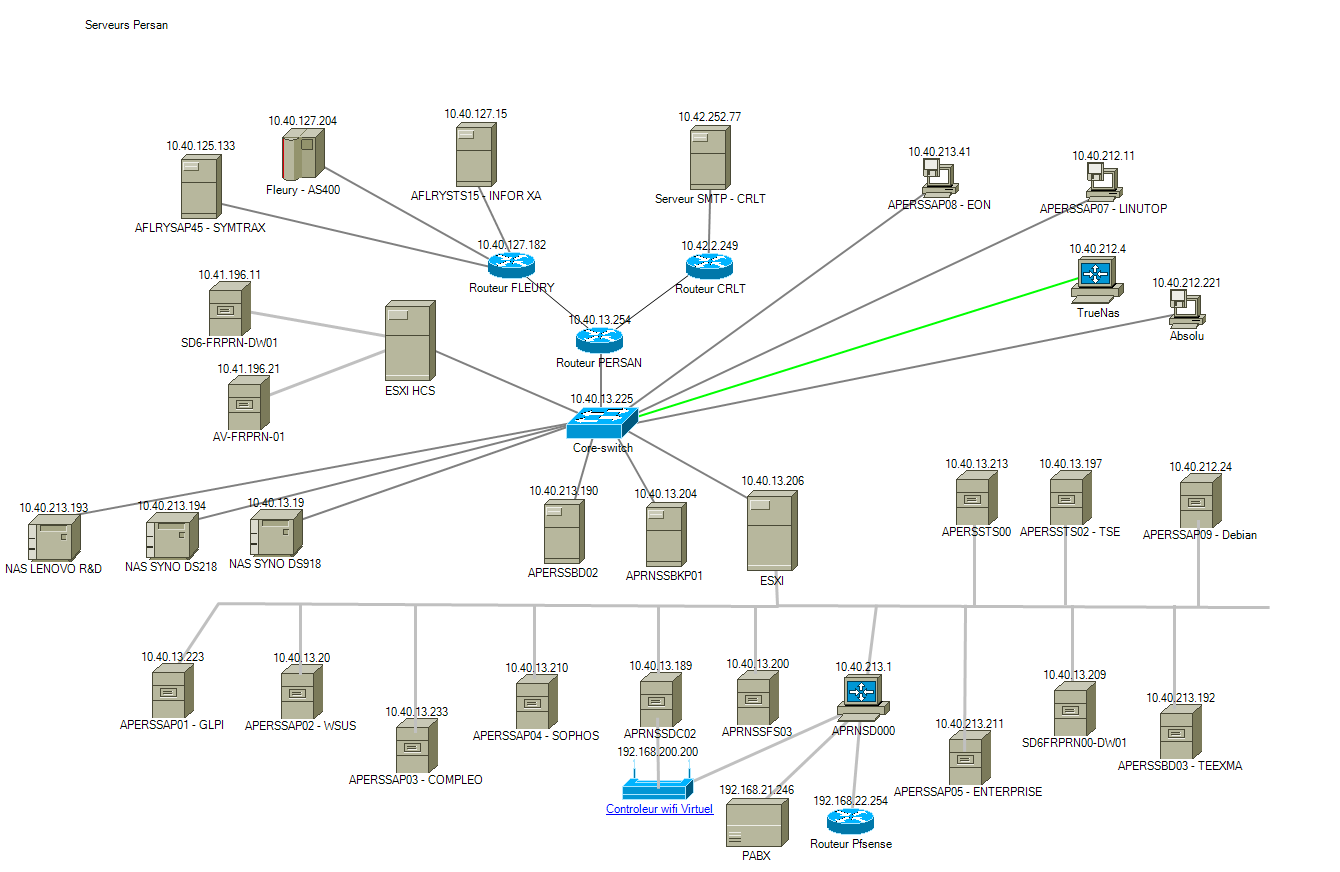 Serveurs Persan
10.40.127.15
10.42.252.77
10.40.127.204
10.40.125.133
10.40.213.41
10.40.212.11
Fleury - AS400
AFLRYSTS15 - INFOR XA
Serveur SMTP - CRLT
APERSSAP08 - EON
APERSSAP07 - LINUTOP
AFLRYSAP45 - SYMTRAX
10.40.127.182
10.42.2.249
10.40.212.4
10.41.196.11
10.40.212.221
Routeur FLEURY
Routeur CRLT
TrueNas
10.40.13.254
Absolu
SD6-FRPRN-DW01
Routeur PERSAN
10.41.196.21
ESXI HCS
10.40.13.225
AV-FRPRN-01
Core-switch
10.40.13.213
10.40.13.197
10.40.212.24
10.40.13.206
10.40.213.190
10.40.13.204
10.40.213.193
10.40.213.194
10.40.13.19
APERSSTS00
APERSSTS02 - TSE
APERSSAP09 - Debian
NAS LENOVO R&D
NAS SYNO DS218
NAS SYNO DS918
APERSSBD02
APRNSSBKP01
ESXI
10.40.13.223
10.40.13.20
10.40.13.210
10.40.13.189
10.40.13.200
10.40.213.1
10.40.13.209
10.40.213.192
10.40.13.233
10.40.213.211
APERSSAP01 - GLPI
APERSSAP02 - WSUS
APERSSAP04 - SOPHOS
APRNSSDC02
APRNSSFS03
APRNSD000
SD6FRPRN00-DW01
192.168.200.200
APERSSBD03 - TEEXMA
APERSSAP03 - COMPLEO
192.168.21.246
APERSSAP05 - ENTERPRISE
192.168.22.254
Controleur wifi Virtuel
Routeur Pfsense
PABX